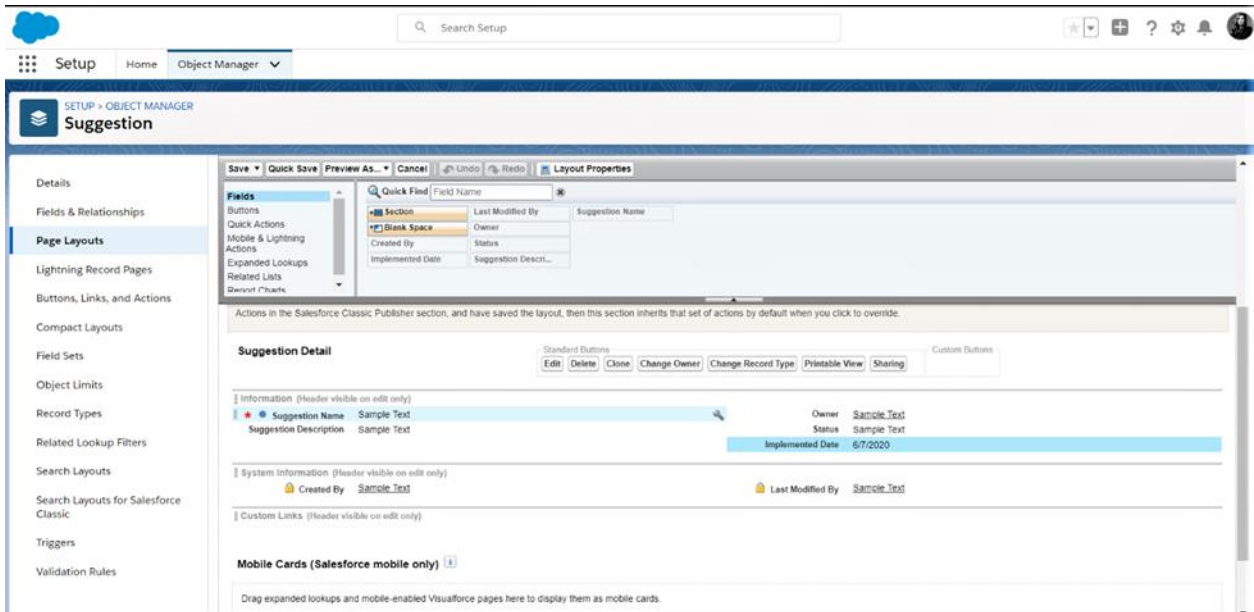 Search Setup
Setup Home Object Manager
SETUP > OBJECT MANAGER
Suggestion
Details
Fields & Relationships
Page Layouts
Lightning Record Pages
Buttons, Links, and Actions
Compact Layouts
Field Sets
Object Limits
Record Types
Related Lookup Filters
Search Layouts
Search Layouts for Salesforce
Classic
Triggers
Validation Rules
Save Quick Save Preview As... Cancel Undo Redo Layout Properties
Fields
Buttons
Quick Actions
Mobile & Lightning
Actions
Expanded Lookups
Related Lists
Report Charts
Quick Find Field Name
Section Last Modified By Suggestion Name
Blank Space Owner
Created By Status
Implemented Date Suggestion Descri...
Actions in the Salesforce Classic Publisher section, and have saved the layout, then this section inherits that set of actions by default when you click to override.
Suggestion Detail
Standard Buttons
Edit Delete Clone Change Owner Change Record Type Printable View Sharing
Custom Buttons
Information (Header visible on edit only)
Suggestion Name Sample Text Owner Sample Text
Suggestion Description Sample Text Status Sample Text
Implemented Date 6/7/2020
System Information (Header visible on edit only)
Created By Sample Text Last Modified By Sample Text
Custom Links (Header visible on edit only)
Mobile Cards (Salesforce mobile only) i
Drag expanded lookups and mobile-enabled Visualforce pages here to display them as mobile cards.